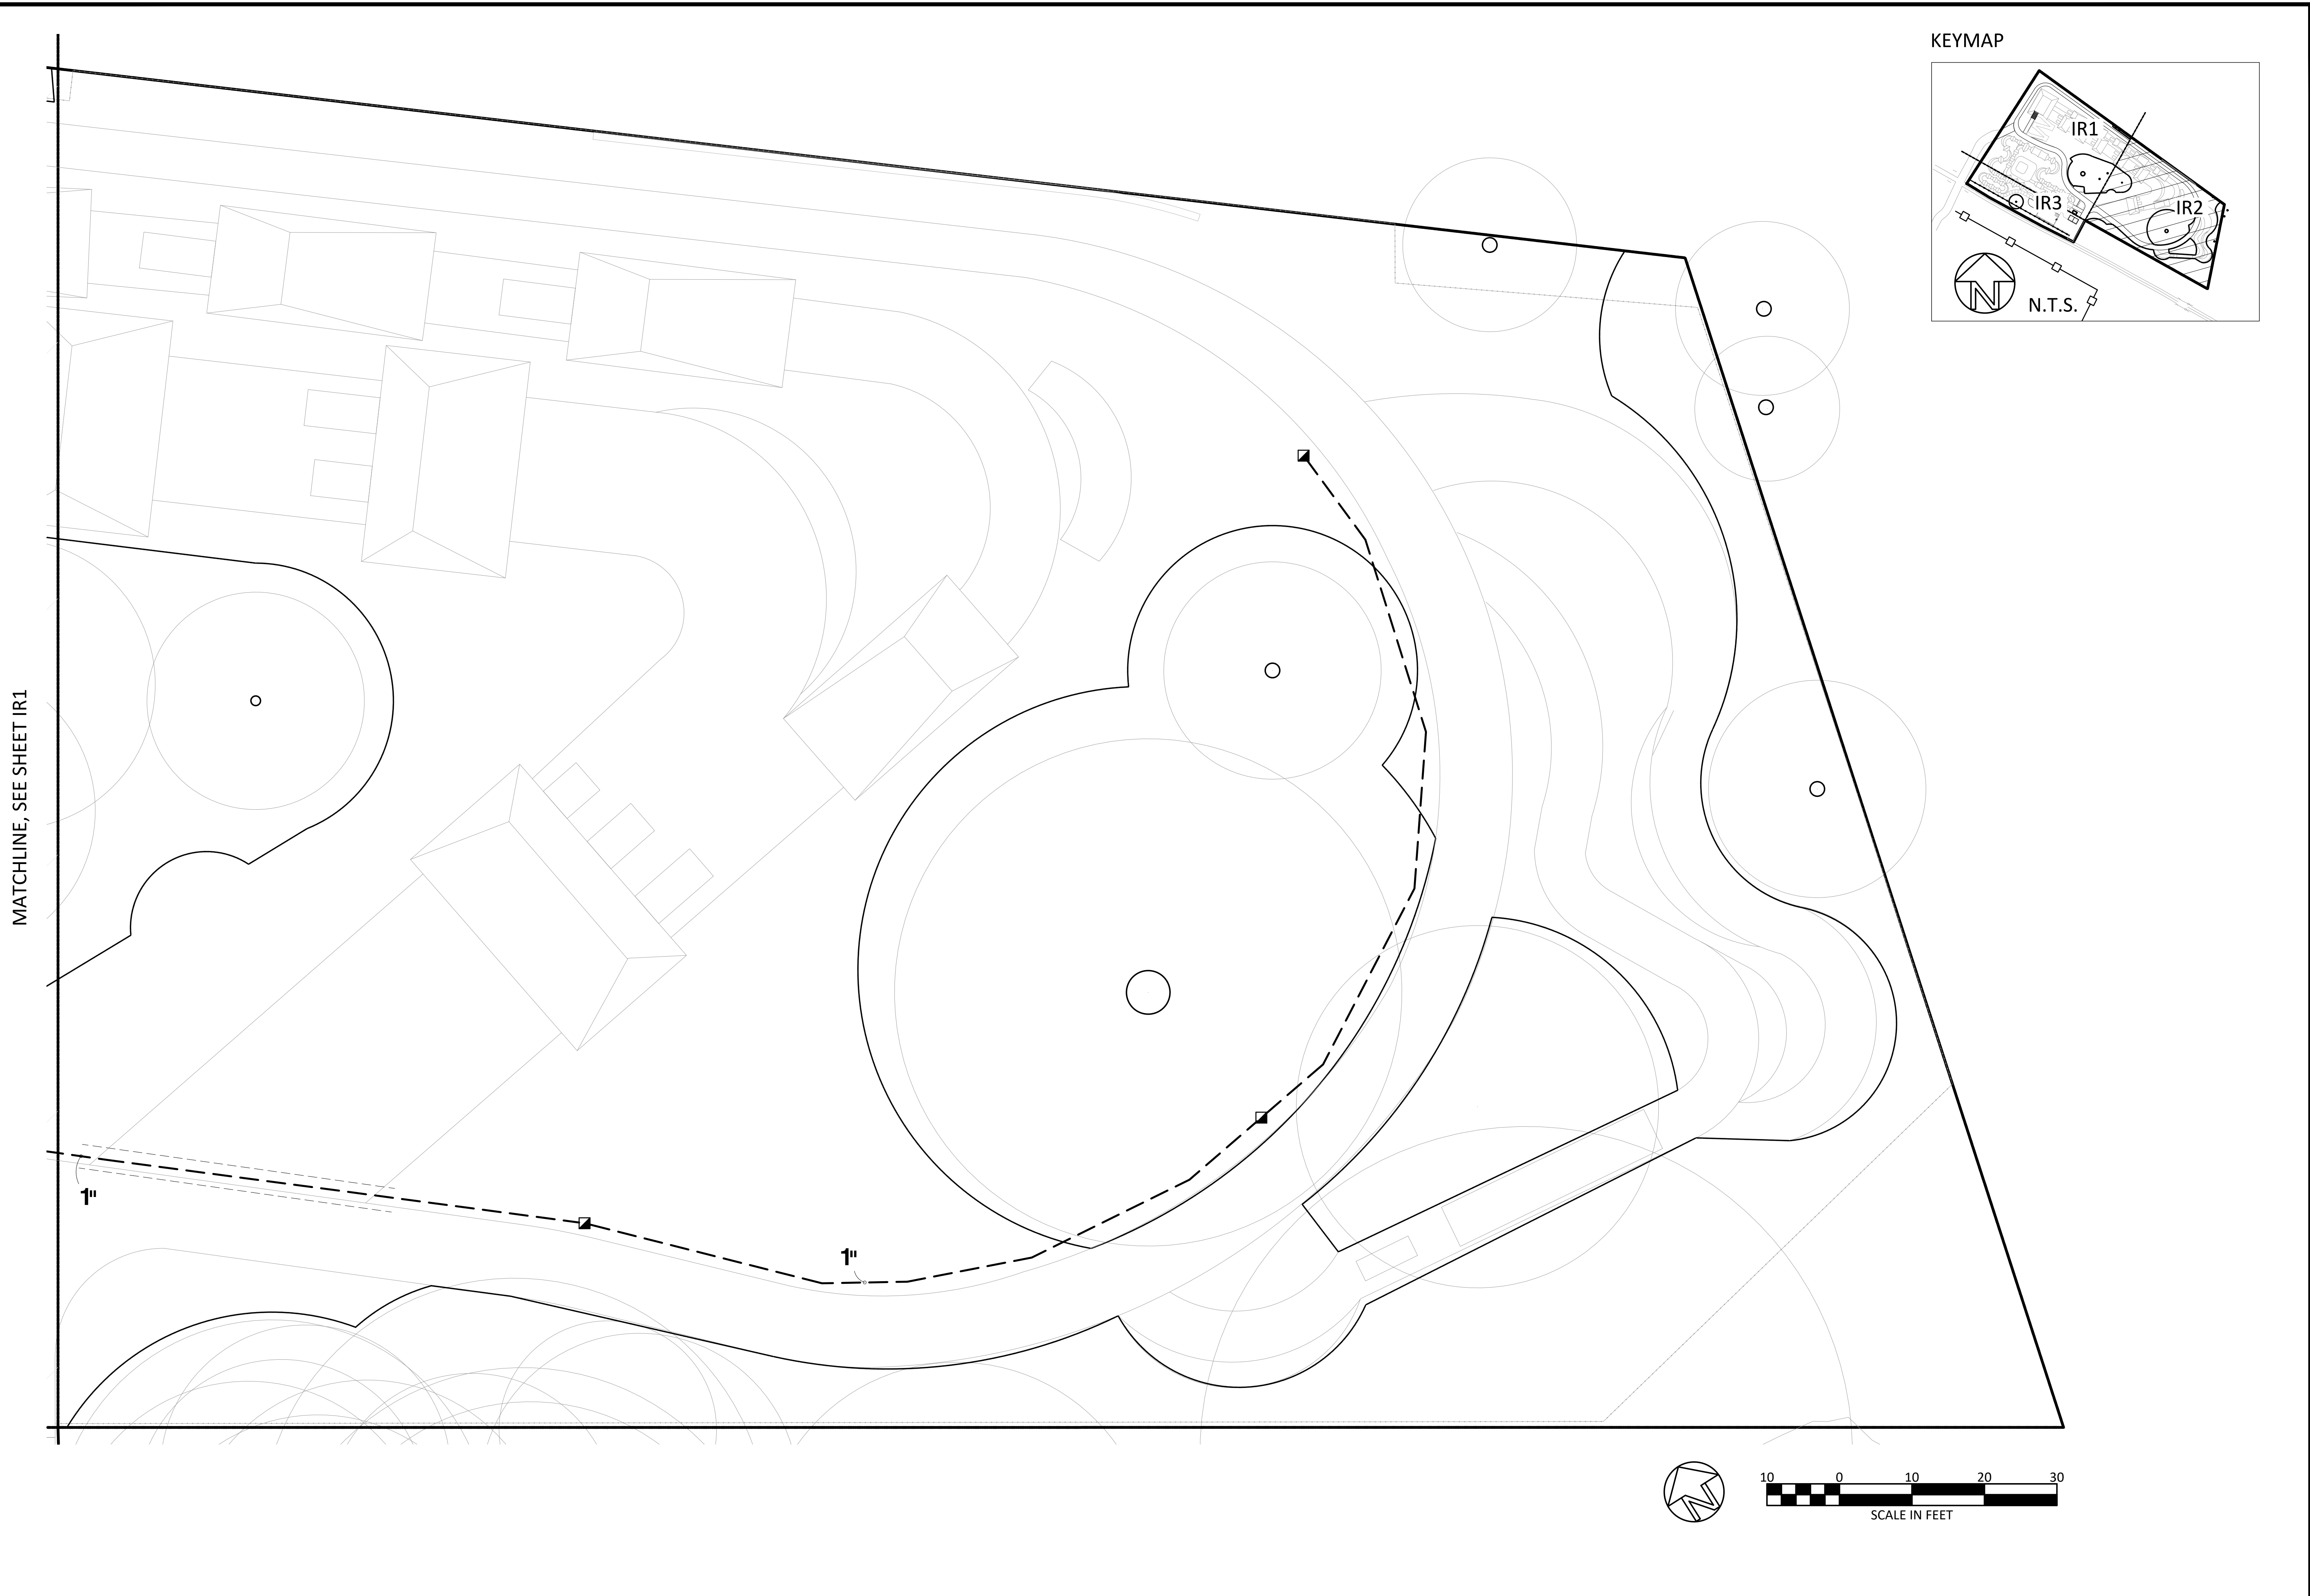 KEYMAP
IR1
IR3
IR2
N
N.T.S.
MATCHLINE, SEE SHEET IR1
1"
1"
N
10 0 10 20 30
SCALE IN FEET